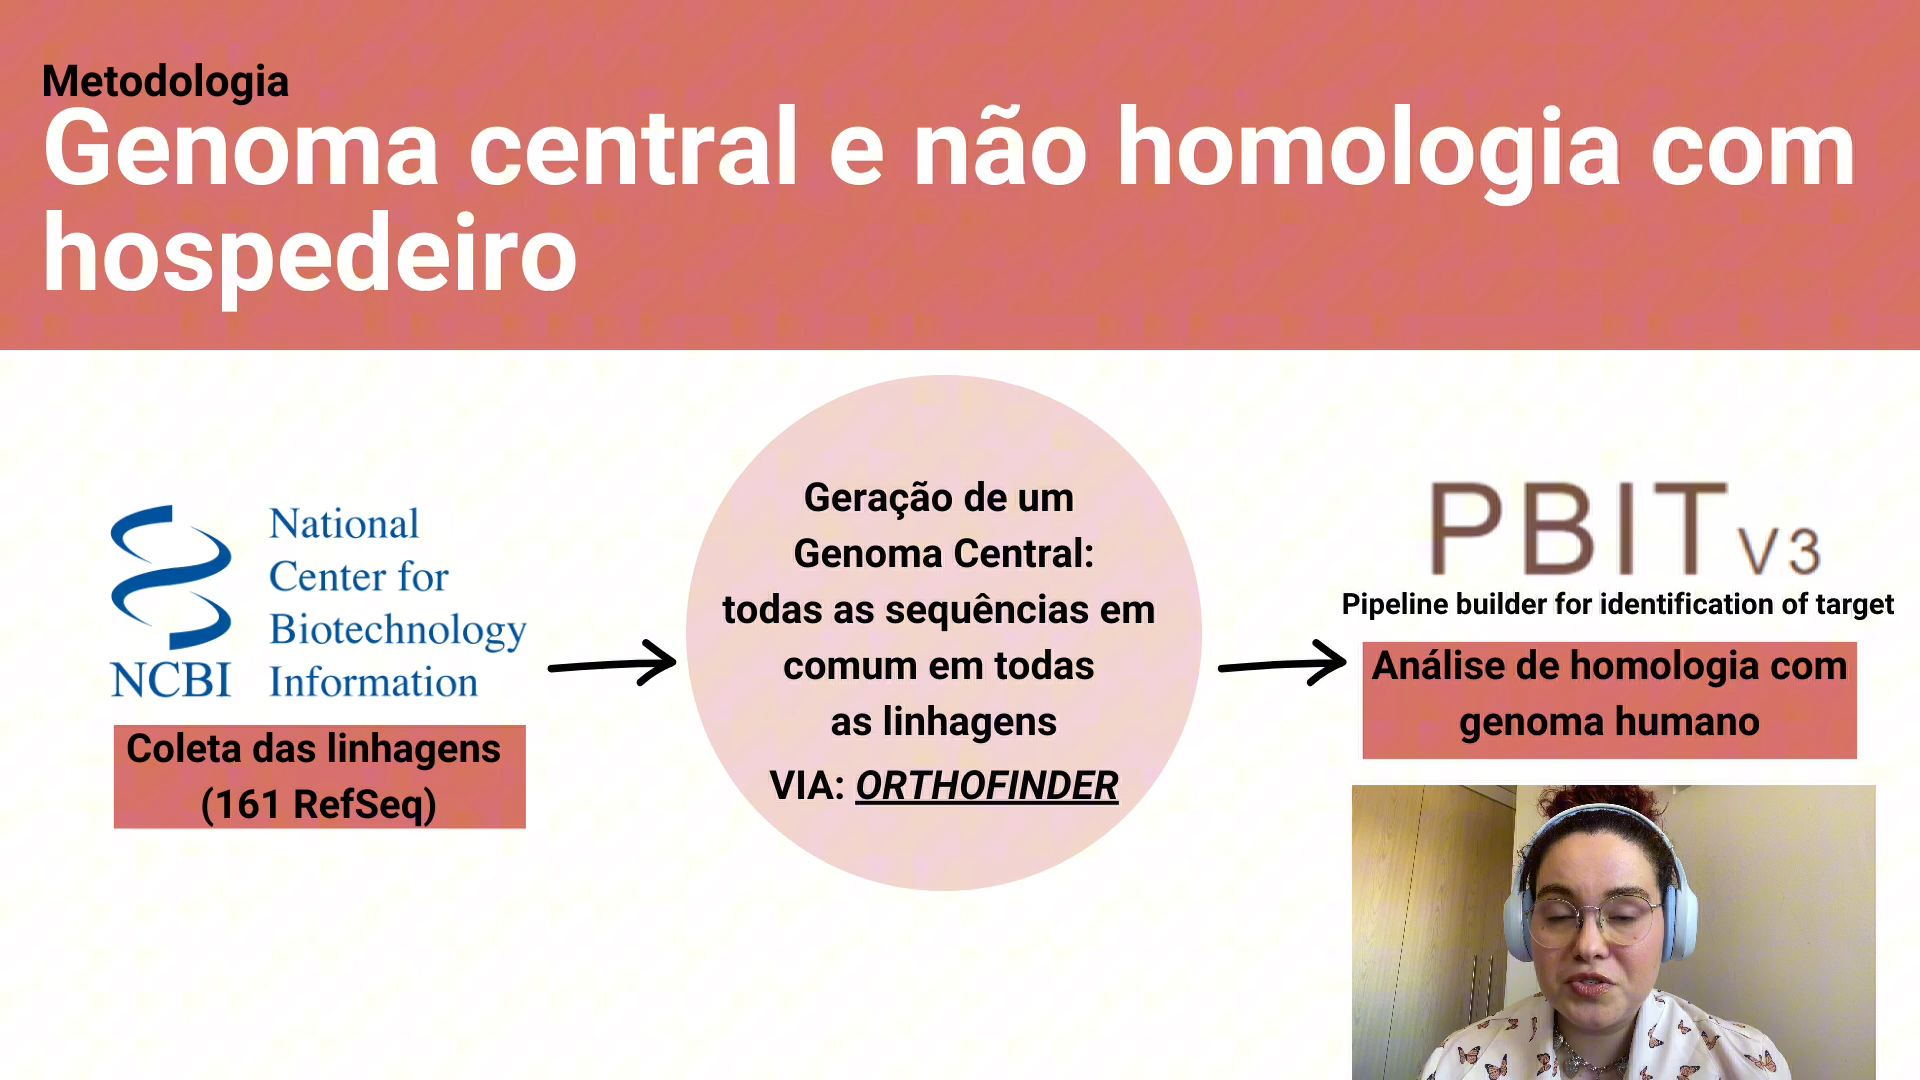 Metodologia
Genoma central e não homologia com
hospedeiro
National
Center for
Biotechnology
Information
NCBI
Coleta das linhagens
(161 RefSeq)
Geração de um
Genoma Central:
todas as sequências em
comum em todas
as linhagens
VIA: ORTHOFINDER
PBIT V3
Pipeline builder for identification of target
Análise de homologia com
genoma humano